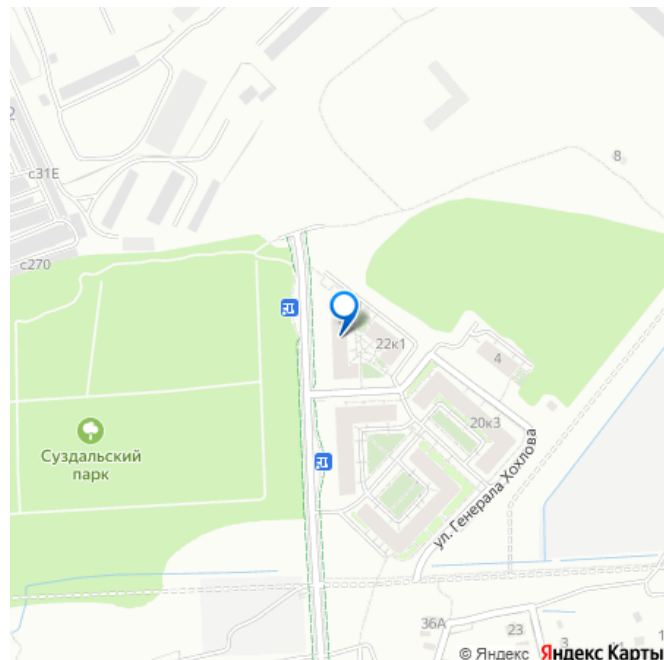 с31Е
8
с270
22к1
4
20к3
Суздальский
парк
ул. Генерала Хохлова
36А
23
3
© Яндекс Яндекс Карты